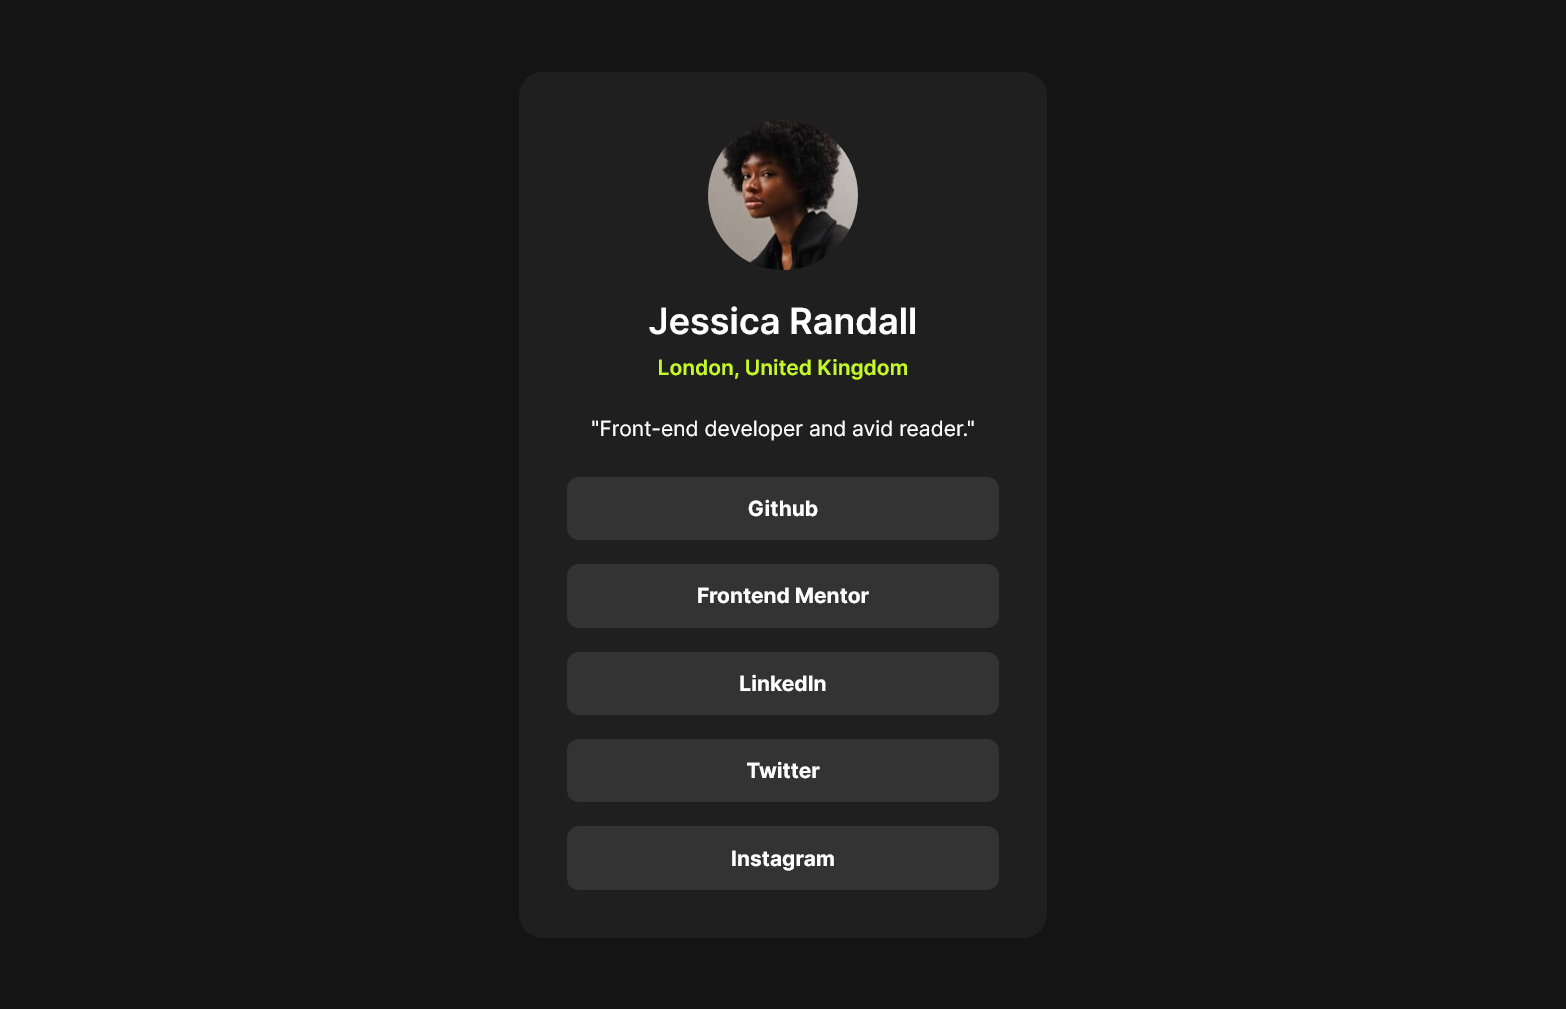 Jessica Randall
London, United Kingdom
"Front-end developer and avid reader."
Github
Frontend Mentor
LinkedIn
Twitter
Instagram